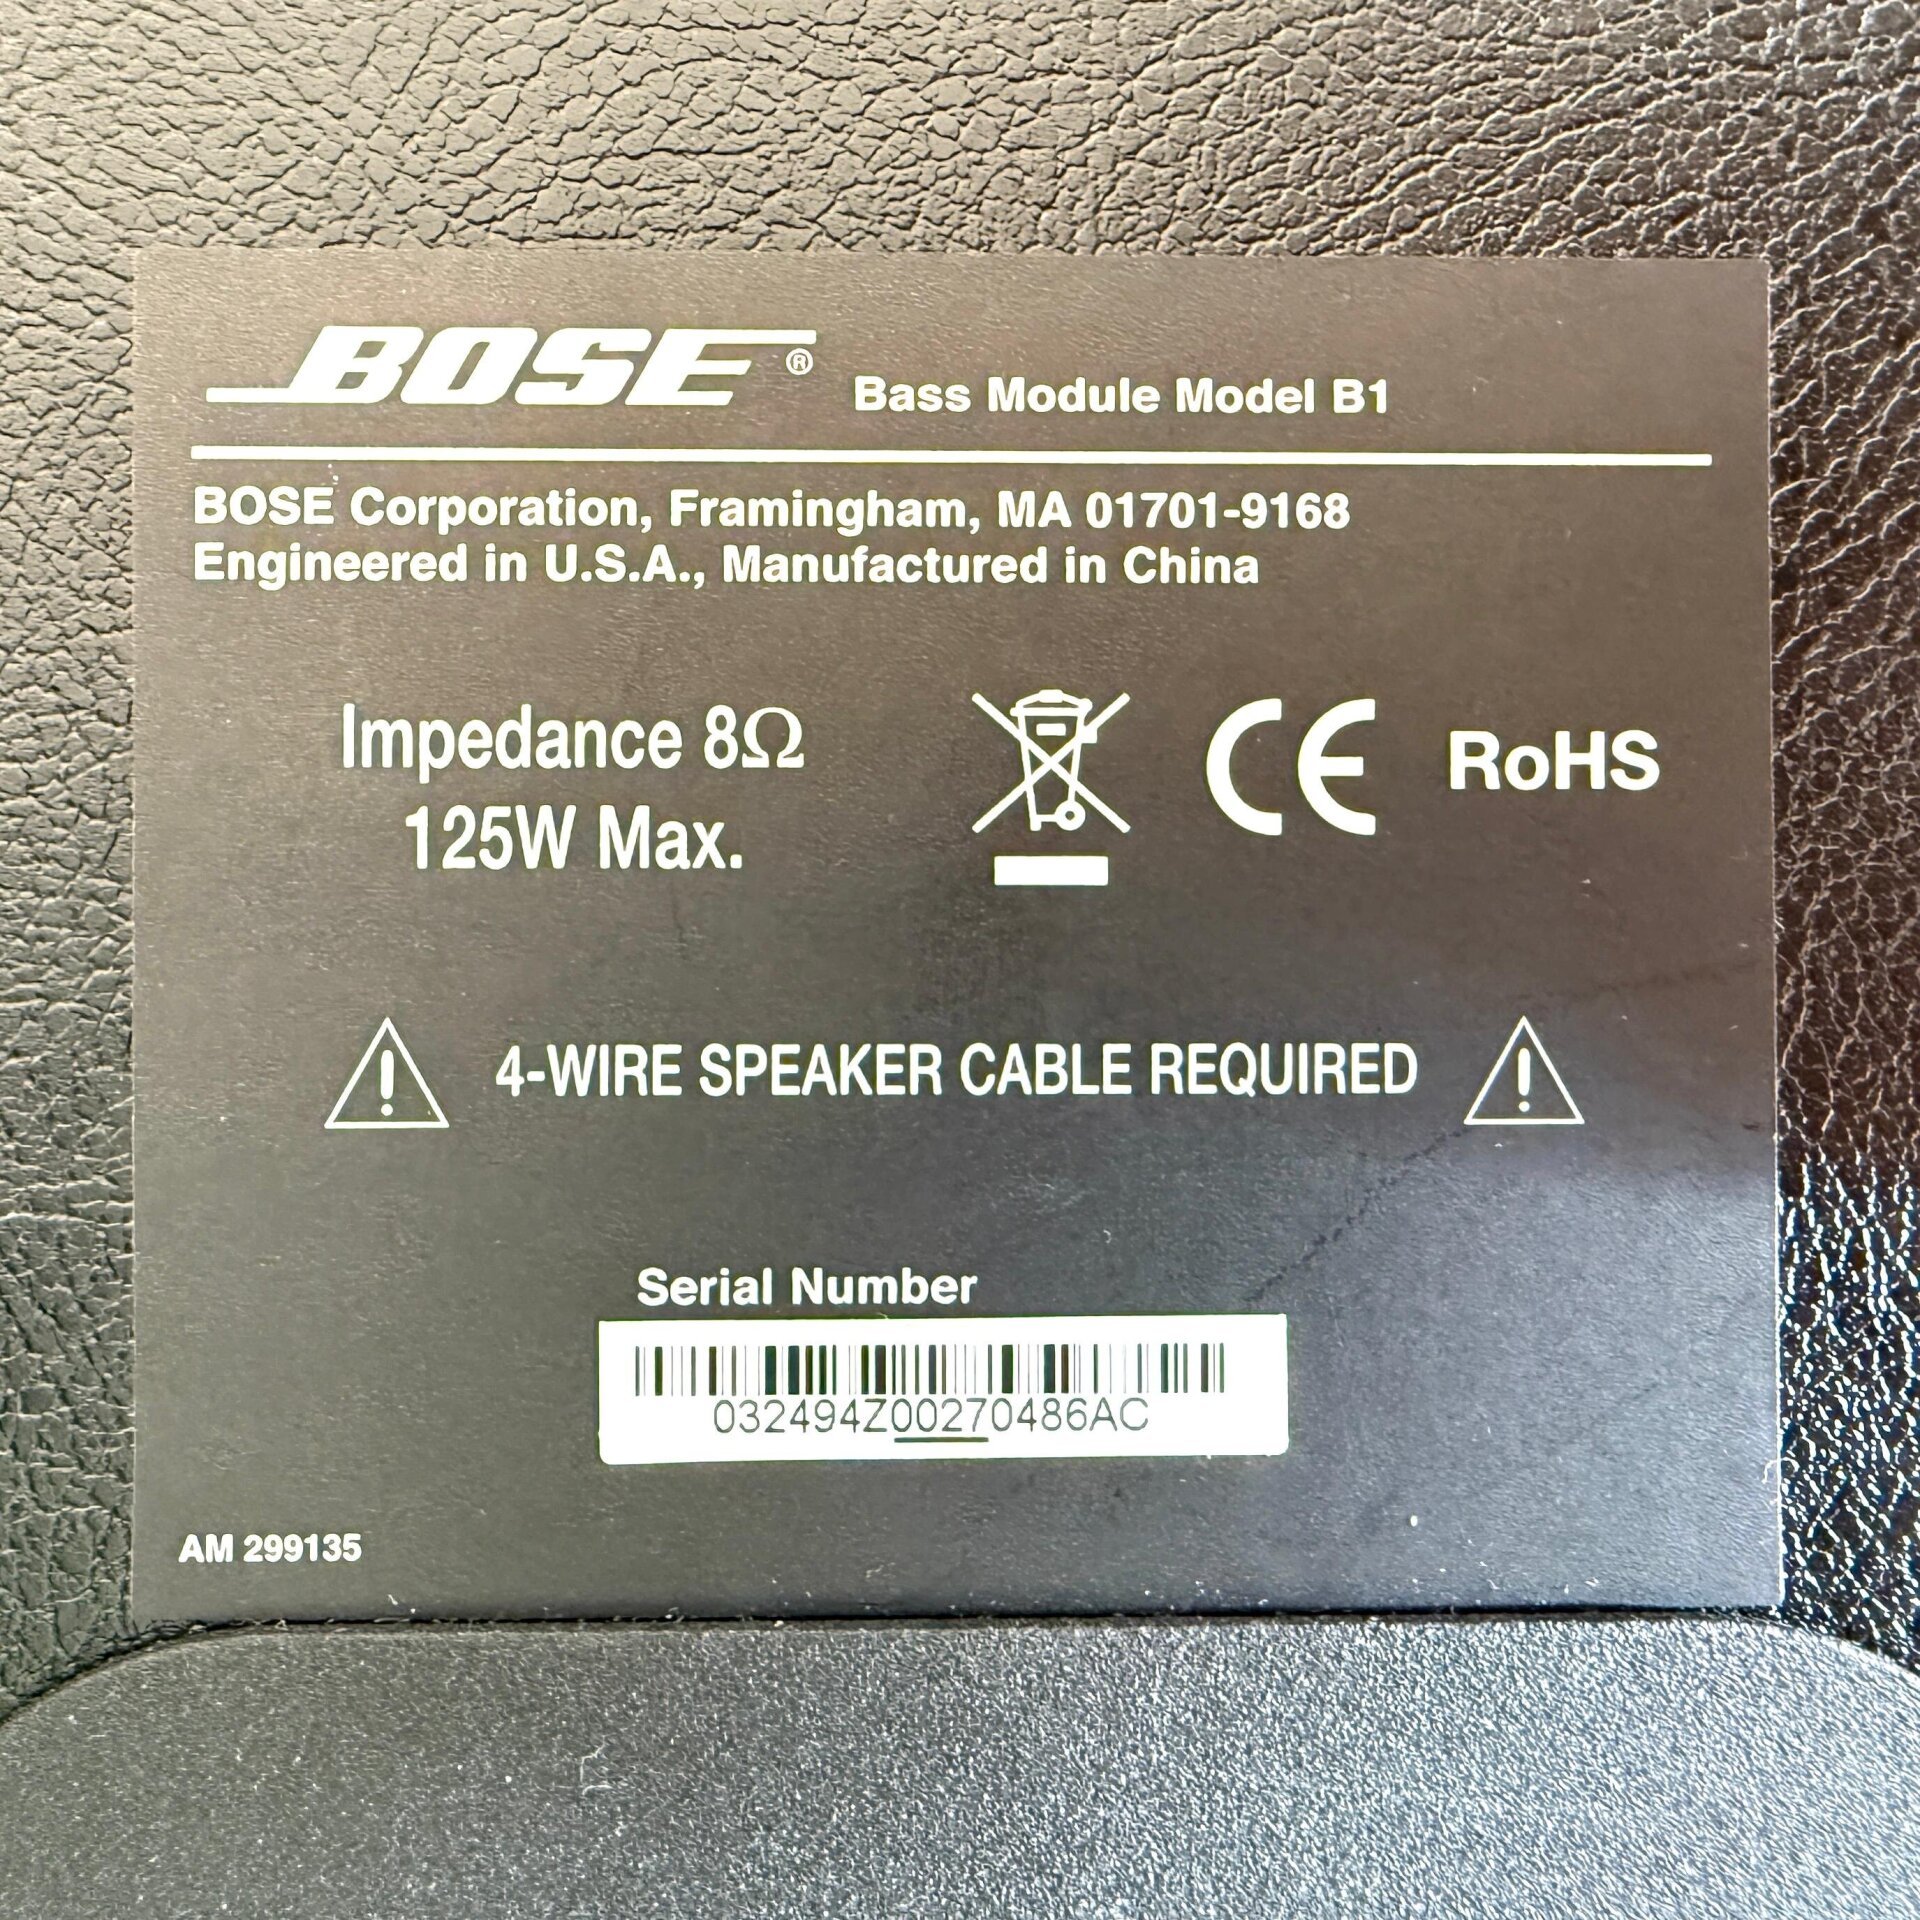 BOSE® Bass Module Model B1
BOSE Corporation, Framingham, MA 01701-9168
Engineered in U.S.A., Manufactured in China
Impedance 8Ω
125W Max.
CE RoHS
4-WIRE SPEAKER CABLE REQUIRED
Serial Number
032494Z00270486AC
AM 299135